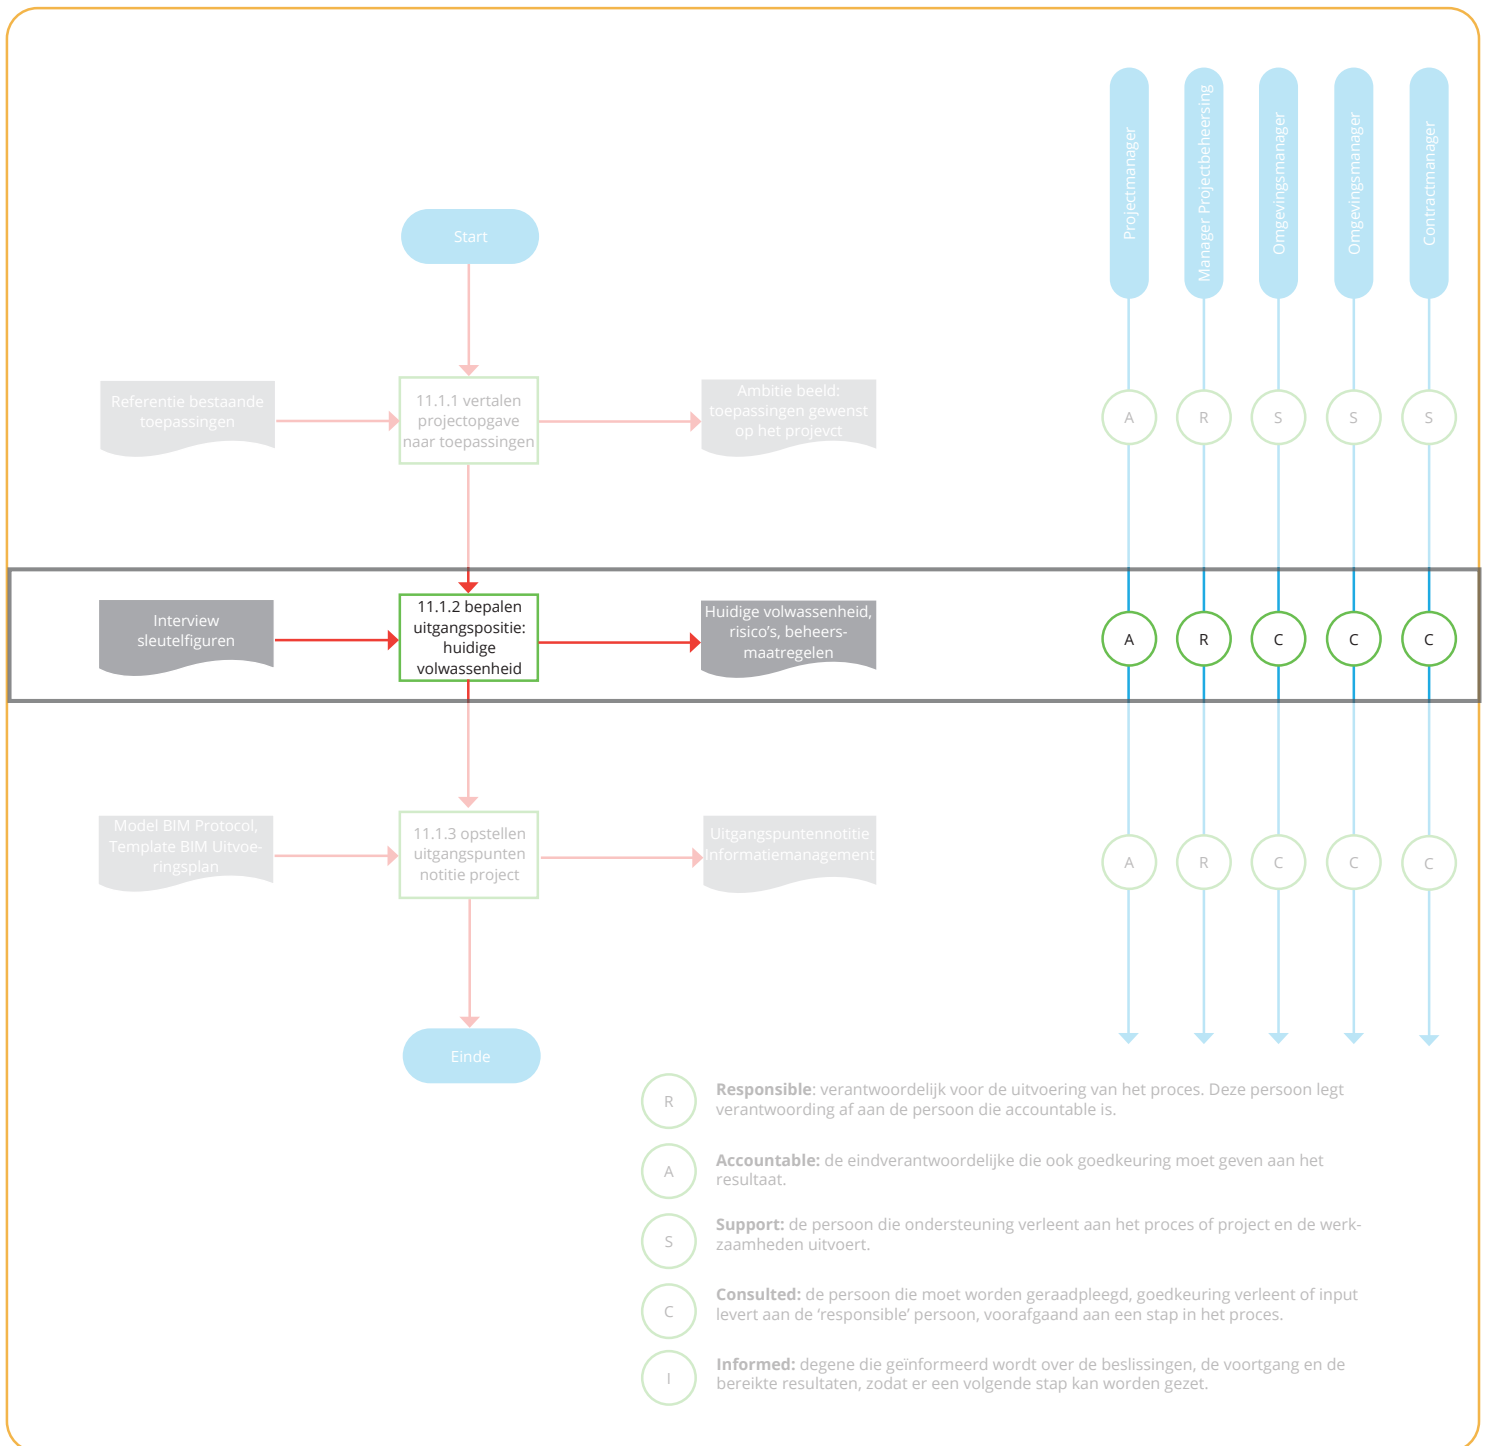 Projectmanager
Manager Projectbeheersing
Omgevingsmanager
Omgevingsmanager
Contractmanager
Start
Referentie bestaande
toepassingen
11.1.1 vertalen
projectopgave
naar toepassingen
Ambitie beeld:
toepassingen gewenst
op het projevct
A R S S S
Interview
sleutelfiguren
11.1.2 bepalen
uitgangspositie:
huidige
volwassenheid
Huidige volwassenheid,
risico's, beheers-
maatregelen
A R C C C
Model BIM Protocol,
Template BIM Uitvoe-
ringsplan
11.1.3 opstellen
uitgangspunten
notitie project
Uitgangspuntennotitie
Informatiemanagement
A R C C C
Einde
R
Responsible: verantwoordelijk voor de uitvoering van het proces. Deze persoon legt
verantwoording af aan de persoon die accountable is.
A
Accountable: de eindverantwoordelijke die ook goedkeuring moet geven aan het
resultaat.
S
Support: de persoon die ondersteuning verleent aan het proces of project en de werk-
zaamheden uitvoert.
C
Consulted: de persoon die moet worden geraadpleegd, goedkeuring verleent of input
levert aan de ‘responsible’ persoon, voorafgaand aan een stap in het proces.
I
Informed: degene die geïnformeerd wordt over de beslissingen, de voortgang en de
bereikte resultaten, zodat er een volgende stap kan worden gezet.